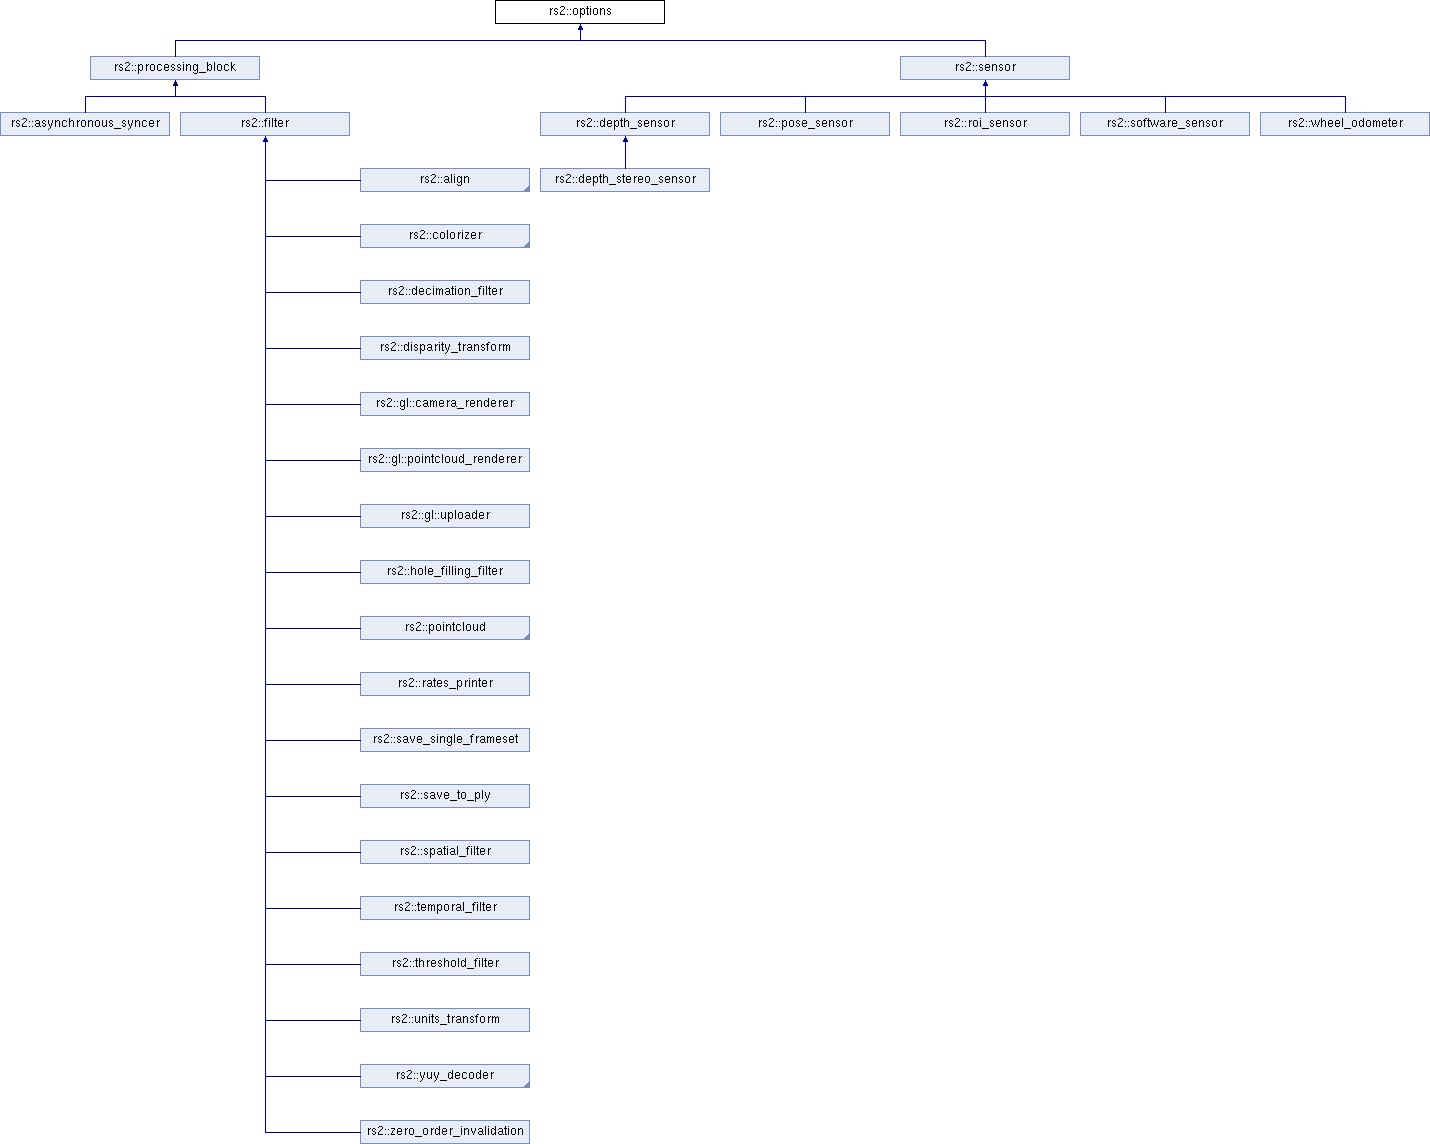 rs2::options
rs2::processing_block
rs2::sensor
rs2::asynchronous_syncer
rs2::filter
rs2::depth_sensor
rs2::pose_sensor
rs2::roi_sensor
rs2::software_sensor
rs2::wheel_odometer
rs2::align
rs2::depth_stereo_sensor
rs2::colorizer
rs2::decimation_filter
rs2::disparity_transform
rs2::gl::camera_renderer
rs2::gl::pointcloud_renderer
rs2::gl::uploader
rs2::hole_filling_filter
rs2::pointcloud
rs2::rates_printer
rs2::save_single_frameset
rs2::save_to_ply
rs2::spatial_filter
rs2::temporal_filter
rs2::threshold_filter
rs2::units_transform
rs2::yuy_decoder
rs2::zero_order_invalidation